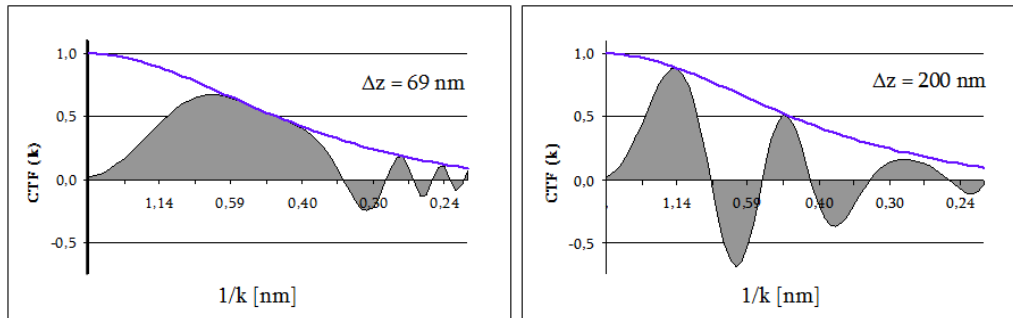 1,0
Δz = 69 nm
0,5
CTF (k)
0,0
1,14 0,59 0,40 0,30 0,24
-0,5
1/k [nm]
1,0
Δz = 200 nm
0,5
CTF (k)
0,0
1,14 0,59 0,40 0,30 0,24
-0,5
1/k [nm]